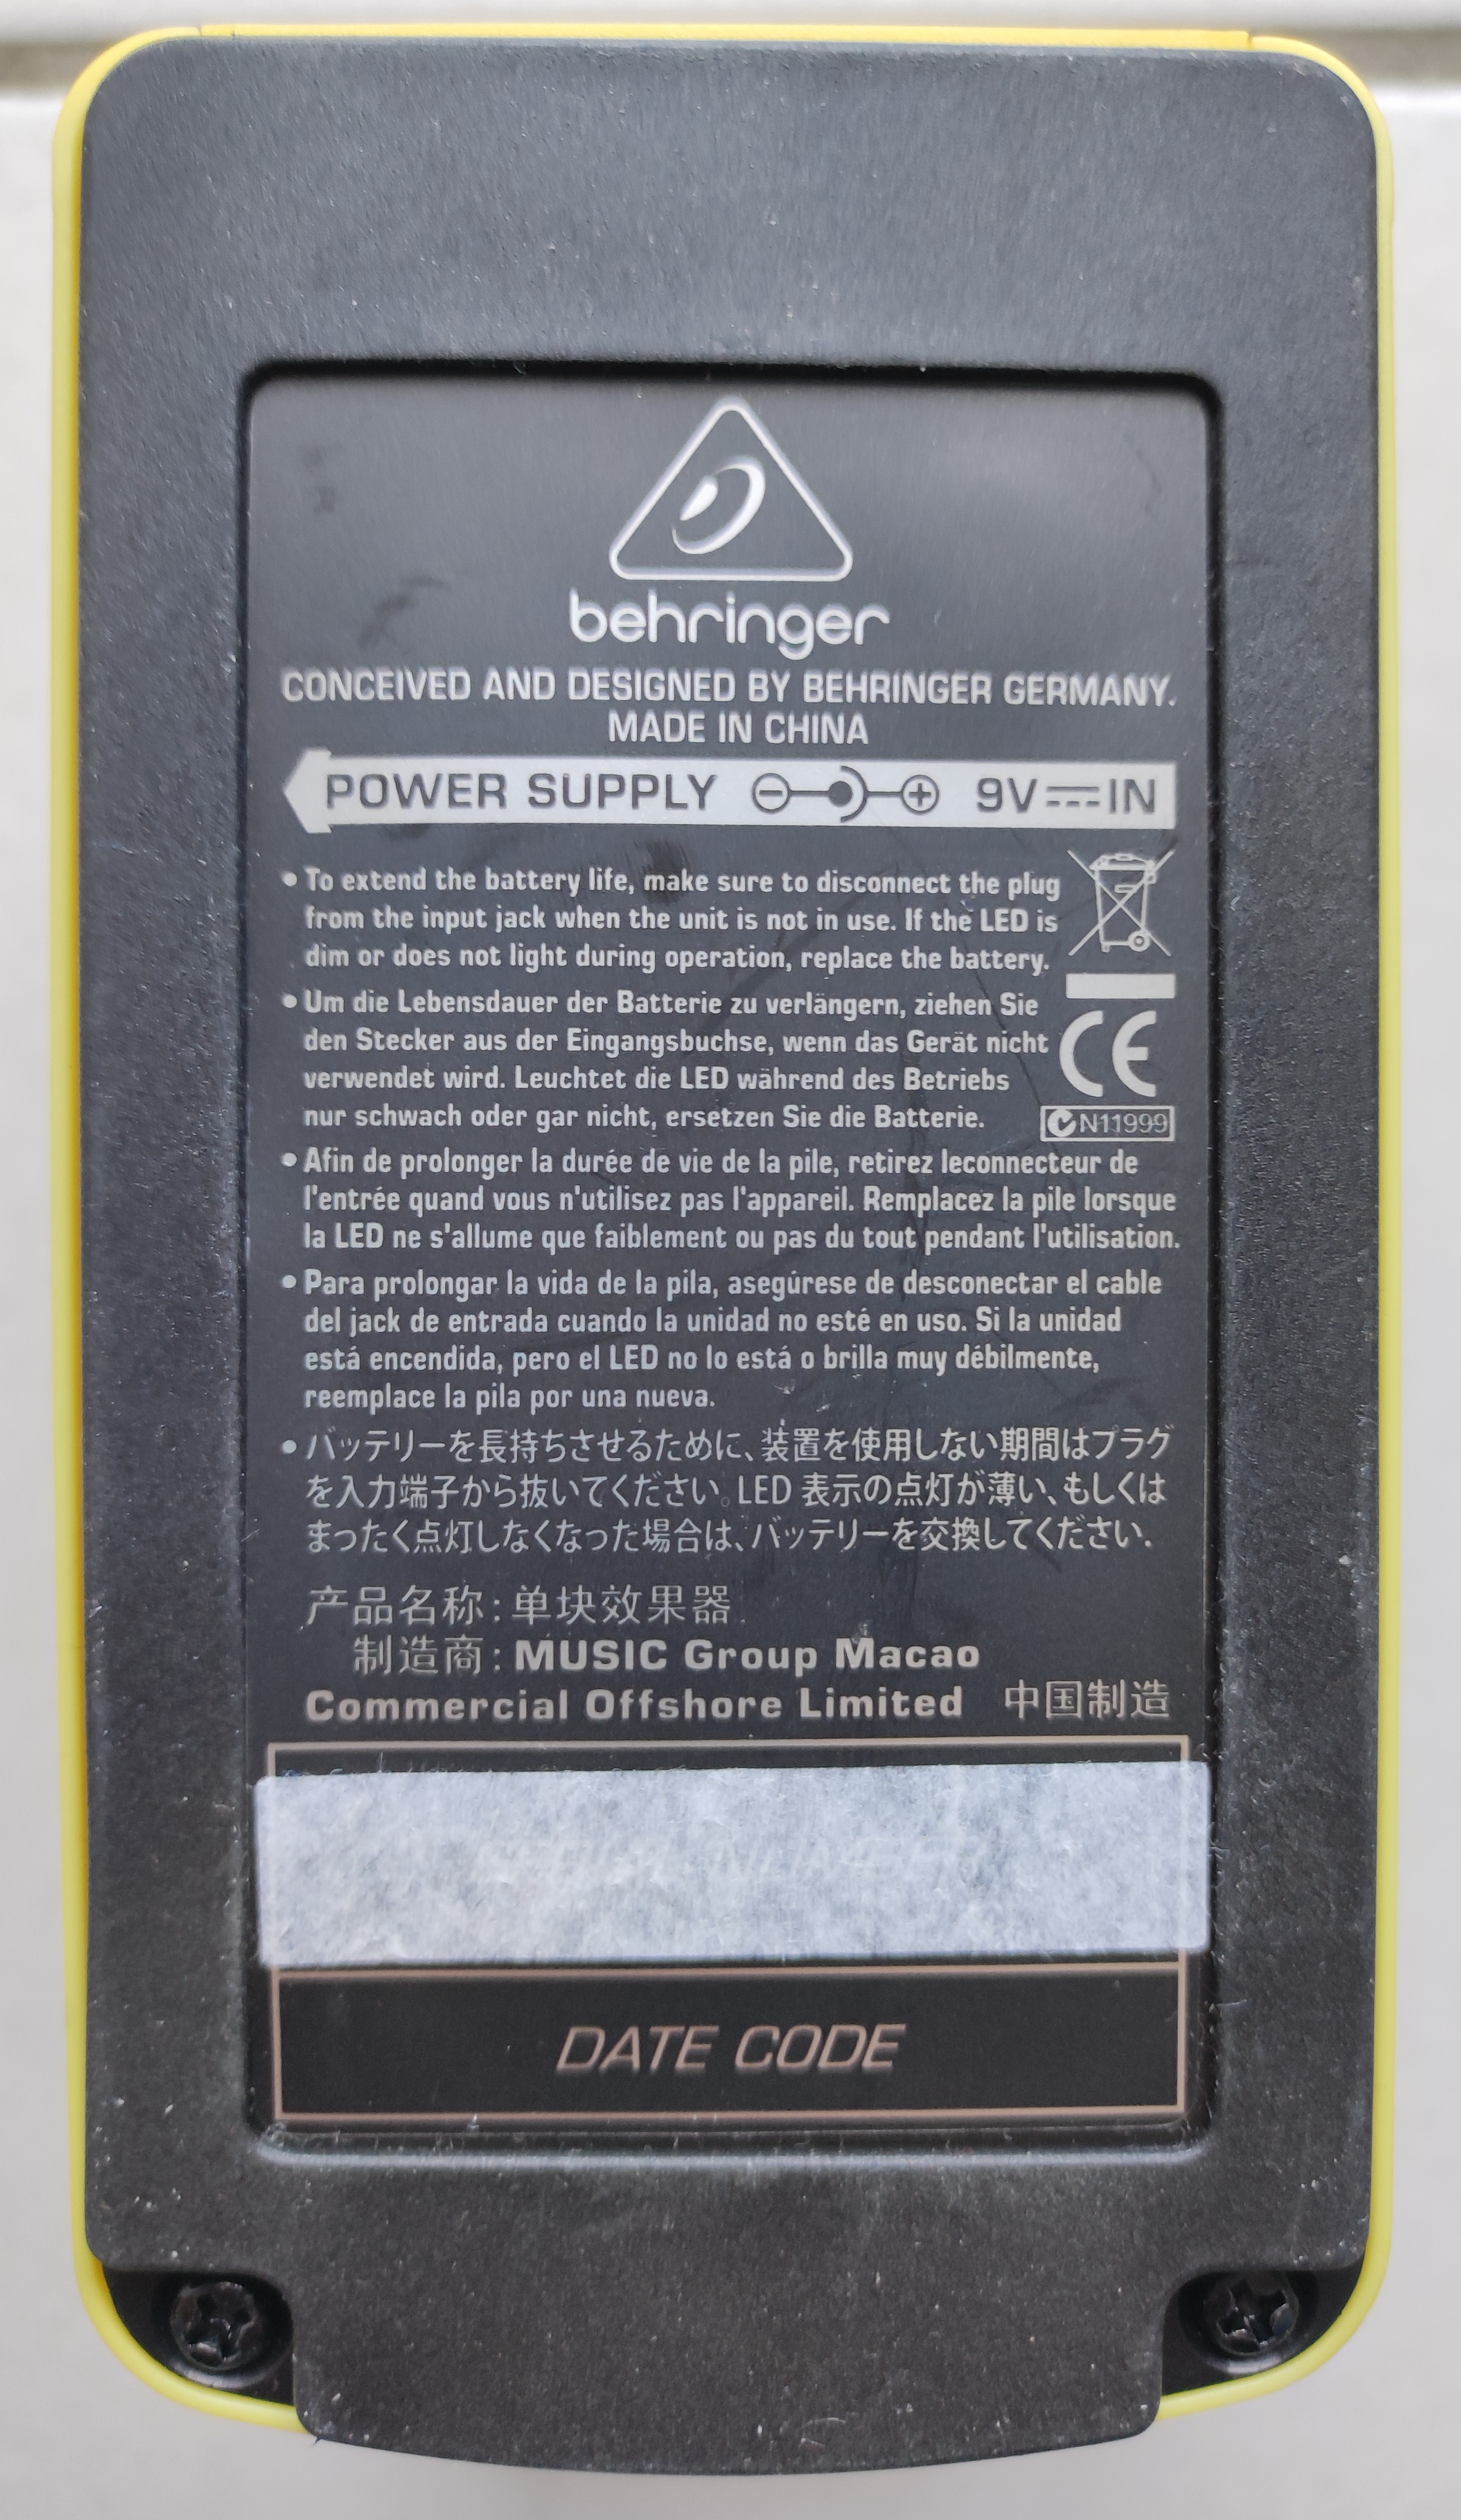 behringer
CONCEIVED AND DESIGNED BY BEHRINGER GERMANY.
MADE IN CHINA
POWER SUPPLY 9V IN
• To extend the battery life, make sure to disconnect the plug
from the input jack when the unit is not in use. If the LED is
dim or does not light during operation, replace the battery.
• Um die Lebensdauer der Batterie zu verlängern, ziehen Sie
den Stecker aus der Eingangsbuchse, wenn das Gerät nicht
verwendet wird. Leuchtet die LED während des Betriebs
nur schwach oder gar nicht, ersetzen Sie die Batterie.
CE
N11999
• Afin de prolonger la durée de vie de la pile, retirez leconnecteur de
l'entrée quand vous n'utilisez pas l'appareil. Remplacez la pile lorsque
la LED ne s'allume que faiblement ou pas du tout pendant l'utilisation.
• Para prolongar la vida de la pila, asegúrese de desconectar el cable
del jack de entrada cuando la unidad no esté en uso. Si la unidad
está encendida, pero el LED no lo está o brilla muy débilmente,
reemplace la pila por una nueva.
• バッテリーを長持ちさせるために、装置を使用しない期間はプラグ
を入力端子から抜いてください。LED 表示の点灯が薄い、もしくは
まったく点灯しなくなった場合は、バッテリーを交換してください.
产品名称: 单块效果器
制造商: MUSIC Group Macao
Commercial Offshore Limited 中国制造
DATE CODE